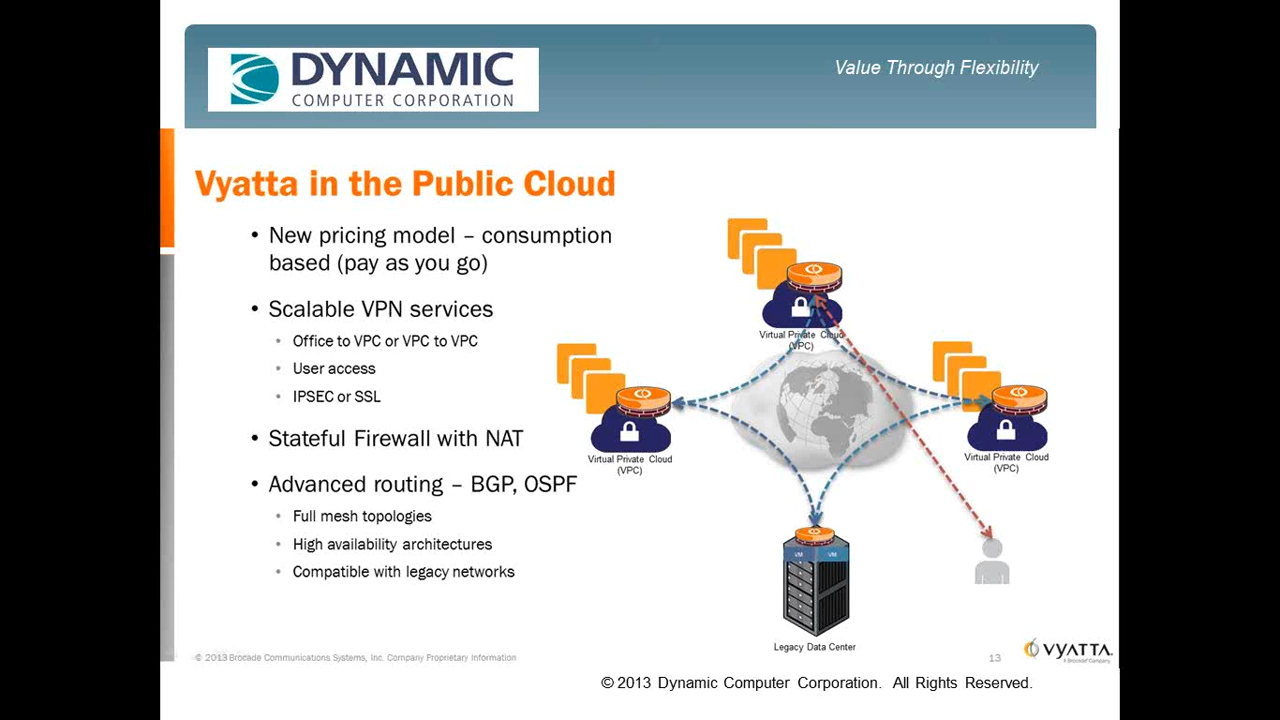 DYNAMIC
COMPUTER CORPORATION
Value Through Flexibility
Vyatta in the Public Cloud
• New pricing model – consumption
based (pay as you go)
• Scalable VPN services
• Office to VPC or VPC to VPC
• User access
• IPSEC or SSL
• Stateful Firewall with NAT
• Advanced routing – BGP, OSPF
• Full mesh topologies
• High availability architectures
• Compatible with legacy networks
Virtual Private Cloud
(VPC)
Virtual Private Cloud
(VPC)
Virtual Private Cloud
(VPC)
VM VM
Legacy Data Center
© 2013 Brocade Communications Systems, Inc. Company Proprietary Information
13
VYATTA.
A Brocade Company
© 2013 Dynamic Computer Corporation. All Rights Reserved.